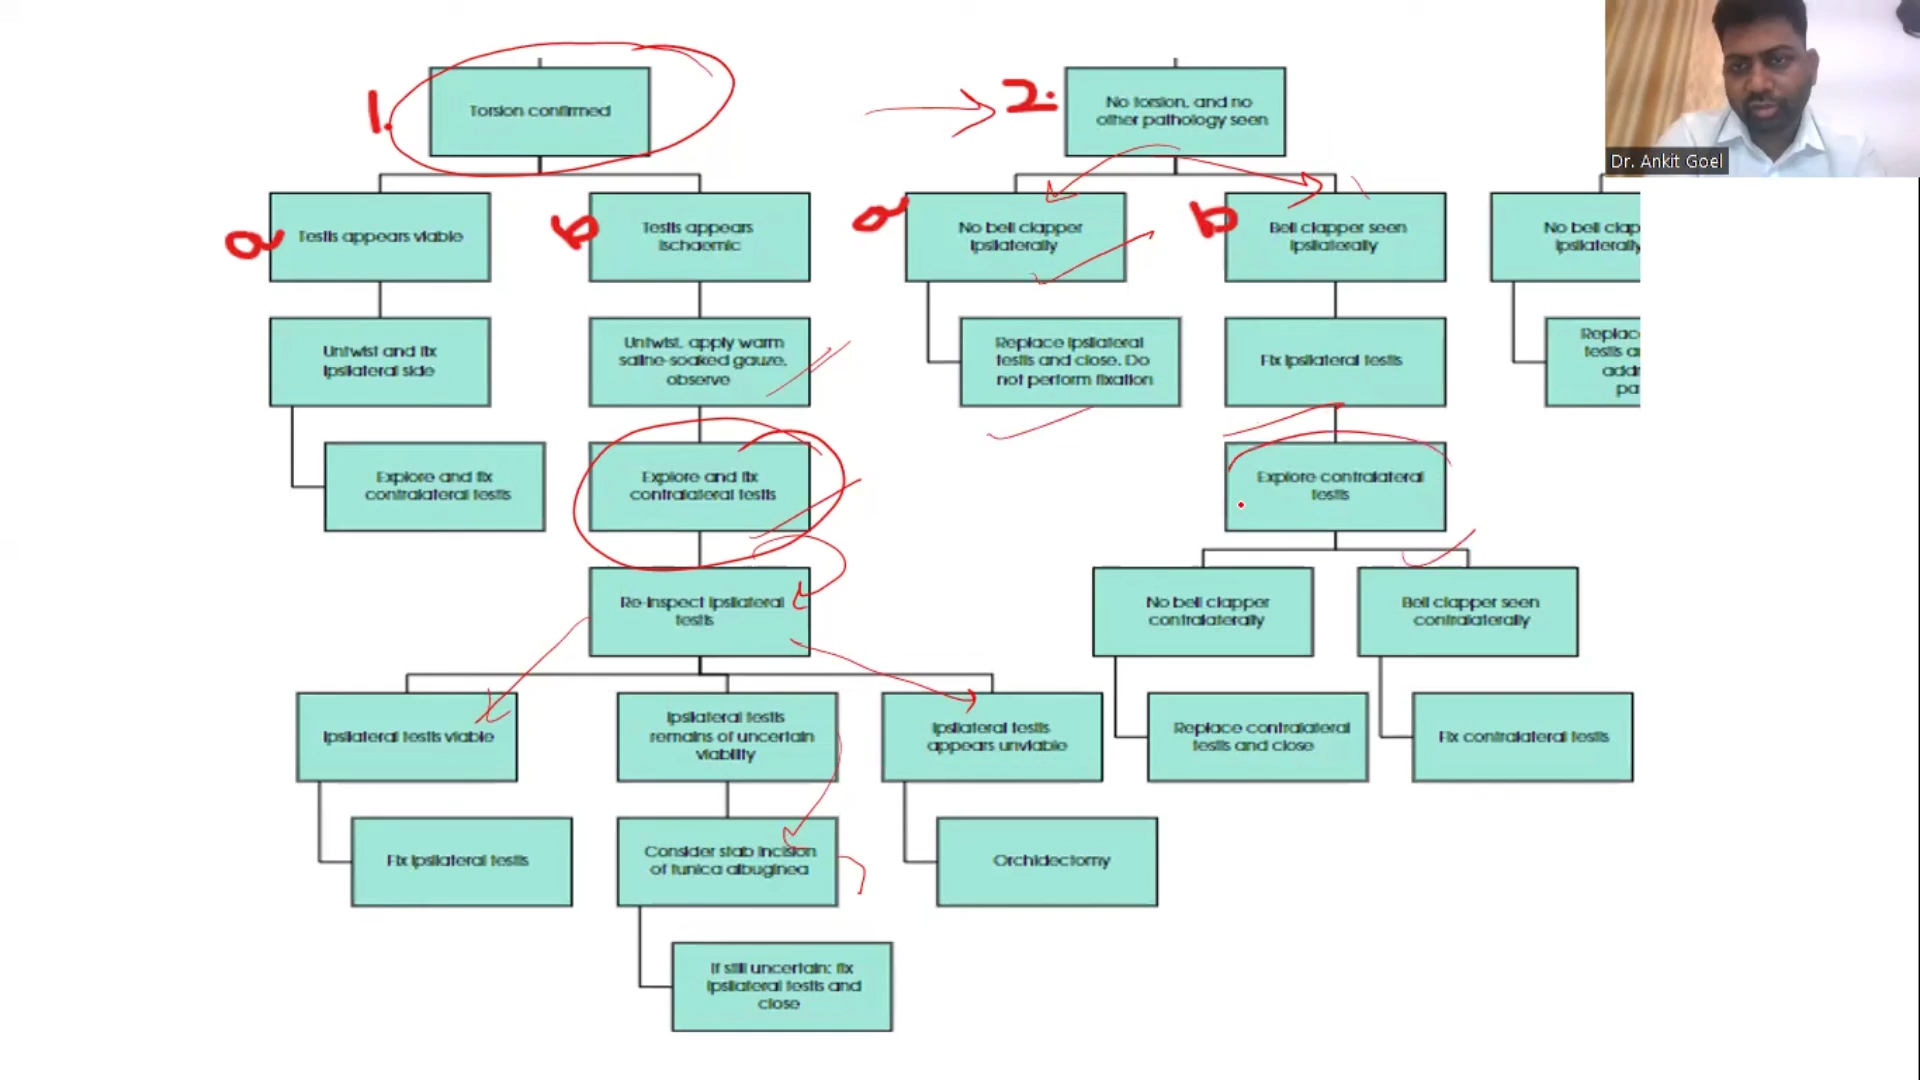 1.
Torsion confirmed
2.
No torsion, and no
other pathology seen
Dr. Ankit Goel
a
Testis appears viable
b
Testis appears
ischaemic
a
No bell clapper
ipsilaterally
b
Bell clapper seen
ipsilaterally
No bell clap
ipsilaterally
Untwist and fix
ipsilateral side
Untwist, apply warm
saline-soaked gauze,
observe
Replace ipsilateral
testis and close. Do
not perform fixation
Fix ipsilateral testis
Replac
testis a
addr
pa
Explore and fix
contralateral testis
Explore and fix
contralateral testis
Explore contralateral
testis
Re-inspect ipsilateral
testis
No bell clapper
contralaterally
Bell clapper seen
contralaterally
Ipsilateral testis viable
Ipsilateral testis
remains of uncertain
viability
Ipsilateral testis
appears unviable
Replace contralateral
testis and close
Fix contralateral testis
Fix ipsilateral testis
Consider stab incision
of tunica albuginea
Orchidectomy
If still uncertain: fix
ipsilateral testis and
close